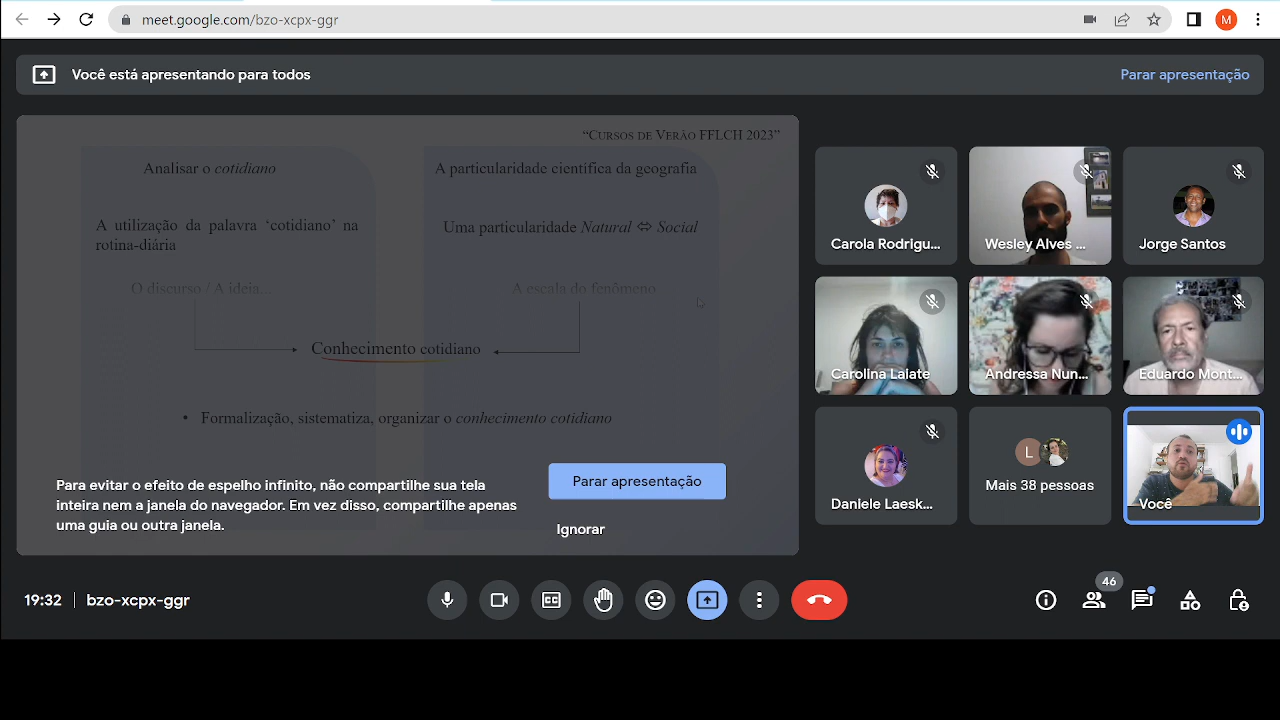 meet.google.com/bzo-xcpx-ggr
M
Você está apresentando para todos
Parar apresentação
“CURSOS DE VERÃO FFLCH 2023”
Analisar o cotidiano
A particularidade científica da geografia
A utilização da palavra ‘cotidiano’ na
rotina-diária
Uma particularidade Natural ⇔ Social
O discurso / A ideia...
A escala do fenômeno
Conhecimento cotidiano
• Formalização, sistematiza, organizar o conhecimento cotidiano
Para evitar o efeito de espelho infinito, não compartilhe sua tela
inteira nem a janela do navegador. Em vez disso, compartilhe apenas
uma guia ou outra janela.
Parar apresentação
Ignorar
Carola Rodrigu...
Wesley Alves ...
Jorge Santos
Carolina Laiate
Andressa Nun...
Eduardo Mont...
Daniele Laesk...
L
Mais 38 pessoas
Você
19:32 | bzo-xcpx-ggr
46